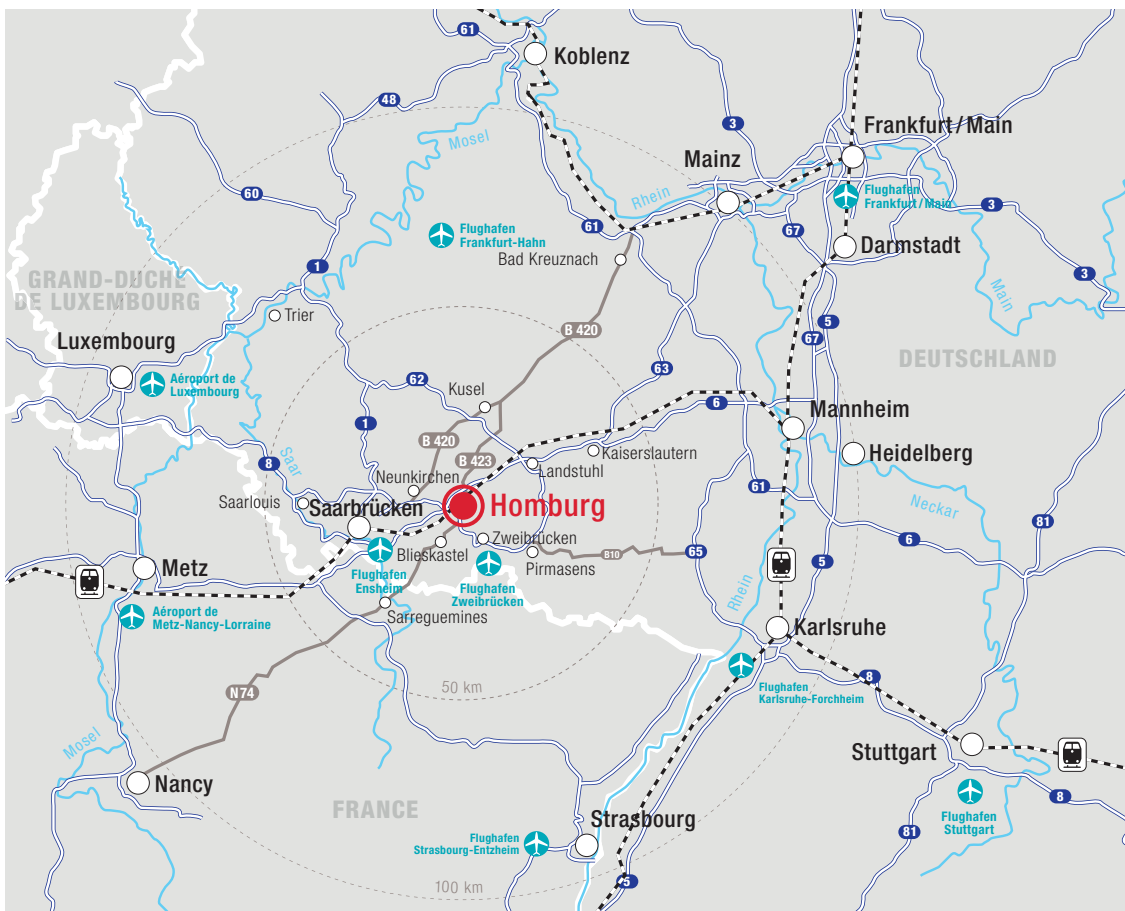 61
Koblenz
48
3
3
Frankfurt/Main
Mosel
Mainz
60
Rhein
Flughafen
Frankfurt/Main
3
61
67
Flughafen
Frankfurt-Hahn
Darmstadt
Bad Kreuznach
1
3
GRAND-DUCHÉ
DE LUXEMBOURG
Main
Trier
5
B 420
67
Luxembourg
DEUTSCHLAND
63
Aéroport de
Luxembourg
62
Kusel
6
Mannheim
1
B 420
5
Saar
8
B 423
Kaiserslautern
Heidelberg
Landstuhl
Neunkirchen
61
Saarlouis
Saarbrücken
Homburg
Neckar
81
Zweibrücken
6
Blieskastel
B10
65
Metz
Pirmasens
5
Flughafen
Ensheim
Flughafen
Zweibrücken
Rhein
Aéroport de
Metz-Nancy-Lorraine
Sarreguemines
Karlsruhe
8
50 km
Flughafen
Karlsruhe-Forchheim
N74
Mosel
Stuttgart
Nancy
8
FRANCE
Strasbourg
Flughafen
Stuttgart
81
Flughafen
Strasbourg-Entzheim
5
100 km